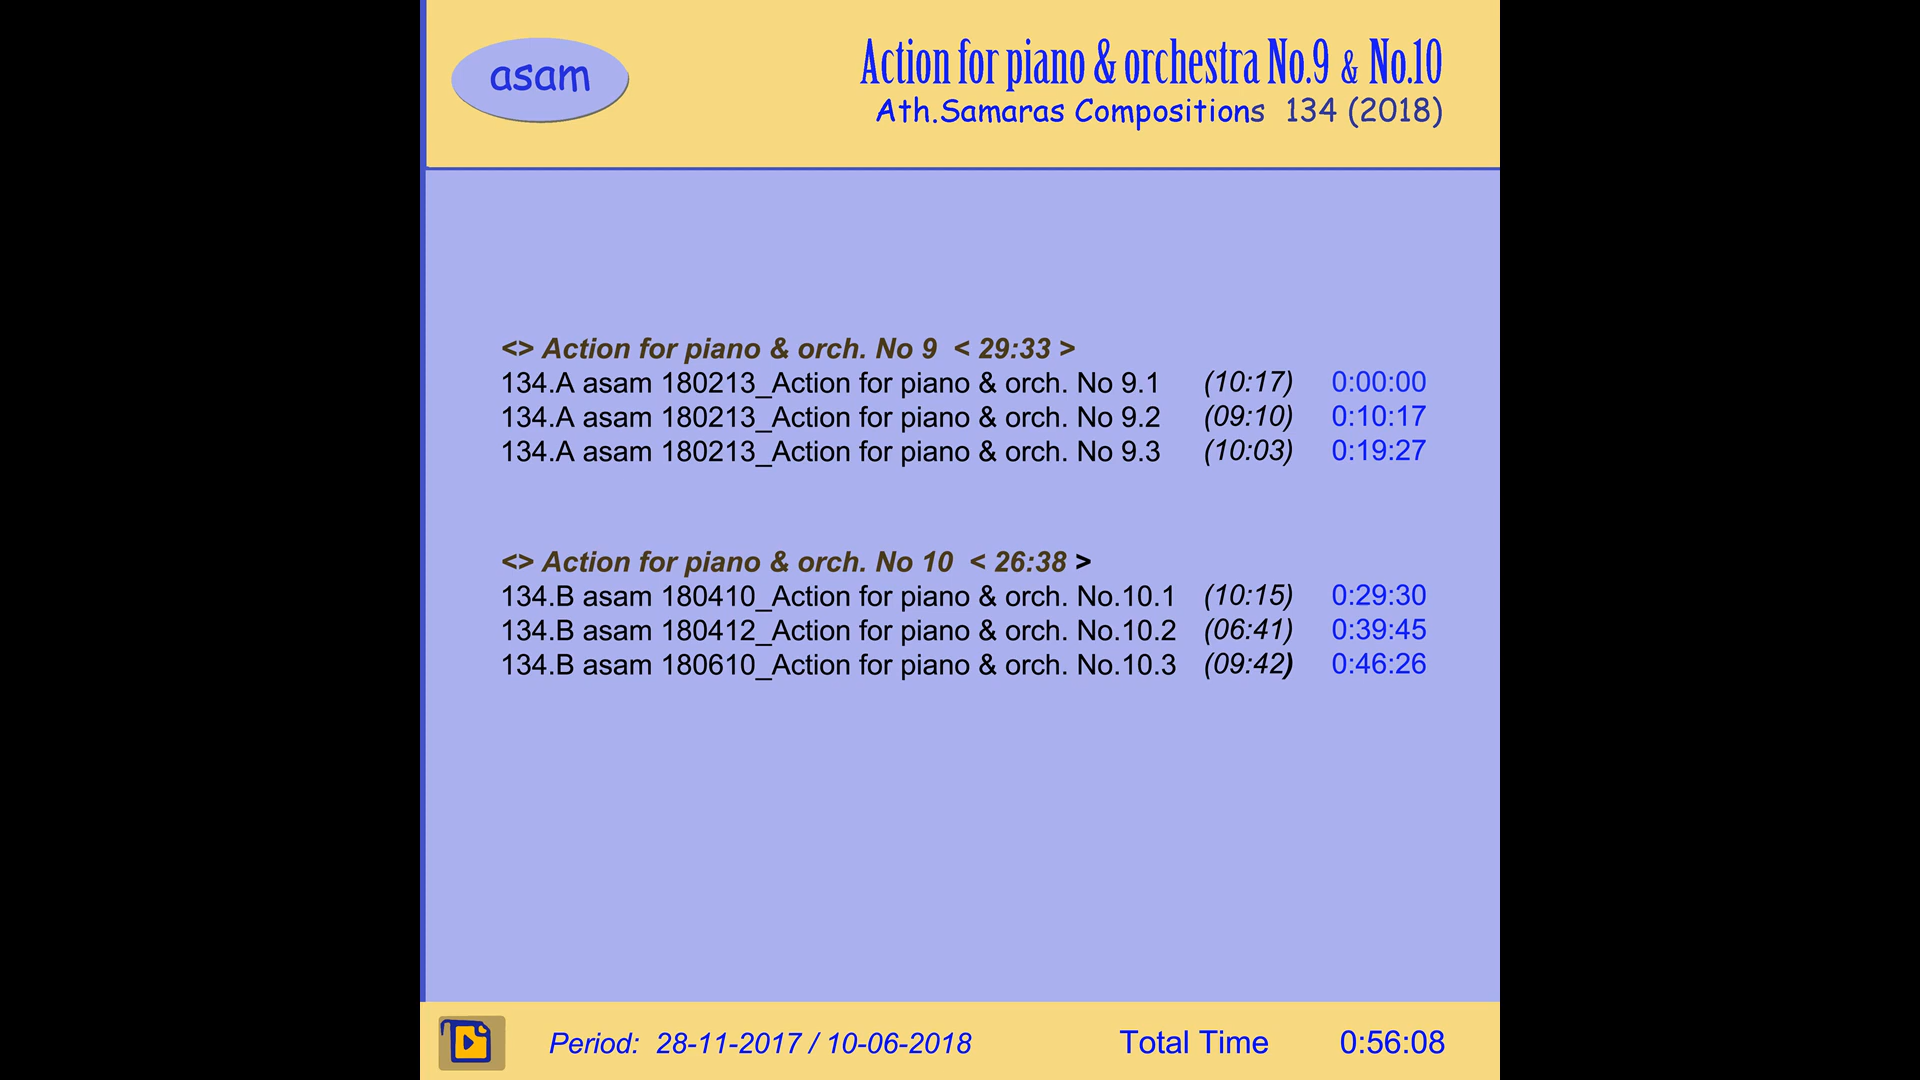 asam
Action for piano & orchestra No.9 & No.10
Ath.Samaras Compositions 134 (2018)
<> Action for piano & orch. No 9 < 29:33 >
134.A asam 180213_Action for piano & orch. No 9.1 (10:17) 0:00:00
134.A asam 180213_Action for piano & orch. No 9.2 (09:10) 0:10:17
134.A asam 180213_Action for piano & orch. No 9.3 (10:03) 0:19:27
<> Action for piano & orch. No 10 < 26:38 >
134.B asam 180410_Action for piano & orch. No.10.1 (10:15) 0:29:30
134.B asam 180412_Action for piano & orch. No.10.2 (06:41) 0:39:45
134.B asam 180610_Action for piano & orch. No.10.3 (09:42) 0:46:26
Period: 28-11-2017 / 10-06-2018 Total Time 0:56:08